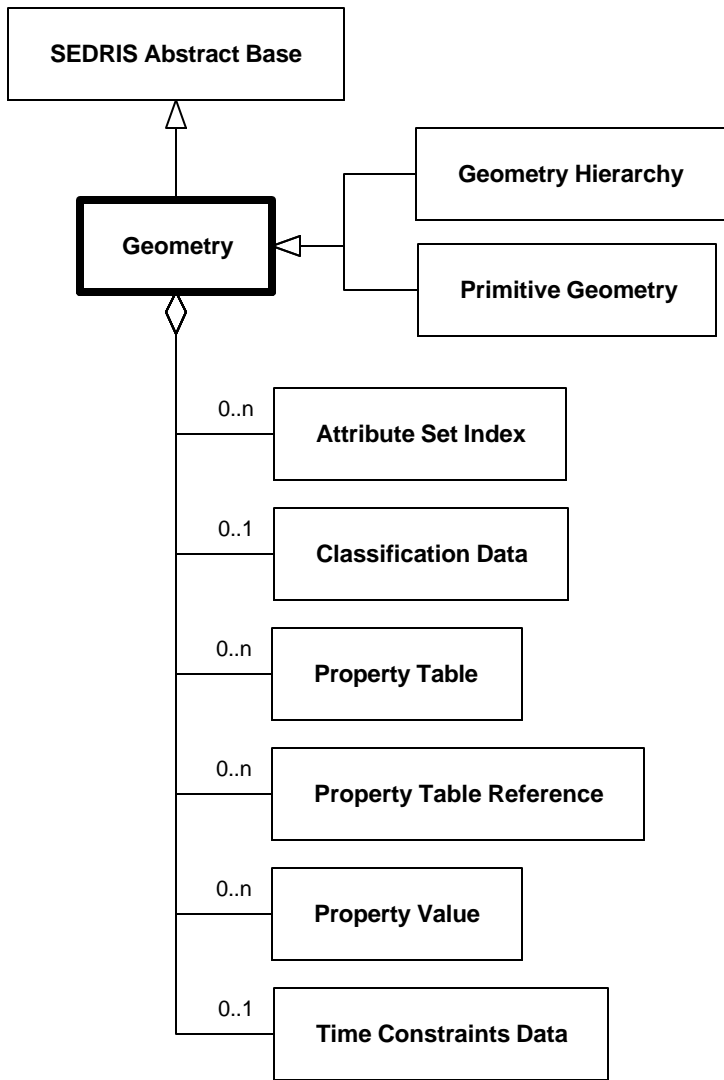 SEDRIS Abstract Base
Geometry Hierarchy
Geometry
Primitive Geometry
0..n
Attribute Set Index
0..1
Classification Data
0..n
Property Table
0..n
Property Table Reference
0..n
Property Value
0..1
Time Constraints Data